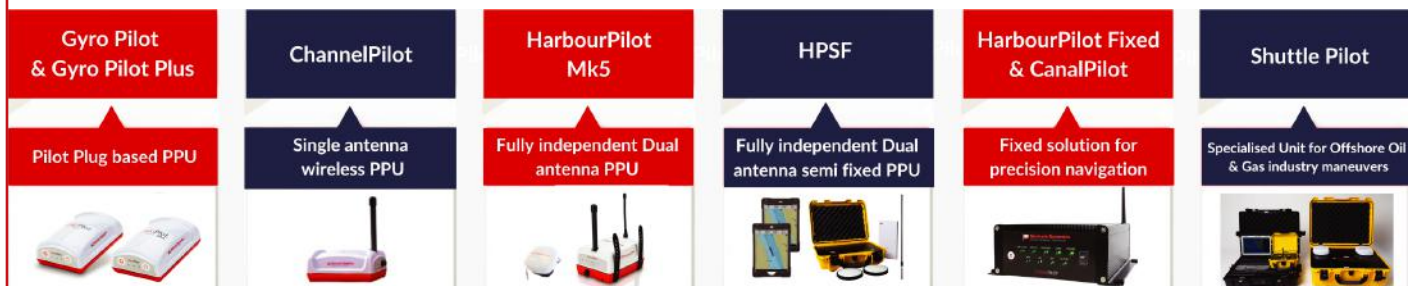 Gyro Pilot
& Gyro Pilot Plus
Pilot Plug based PPU
ChannelPilot
Single antenna
wireless PPU
HarbourPilot
Mk5
Fully independent Dual
antenna PPU
HPSF
Fully independent Dual
antenna semi fixed PPU
HarbourPilot Fixed
& CanalPilot
Fixed solution for
precision navigation
Shuttle Pilot
Specialised Unit for Offshore Oil
& Gas industry maneuvers